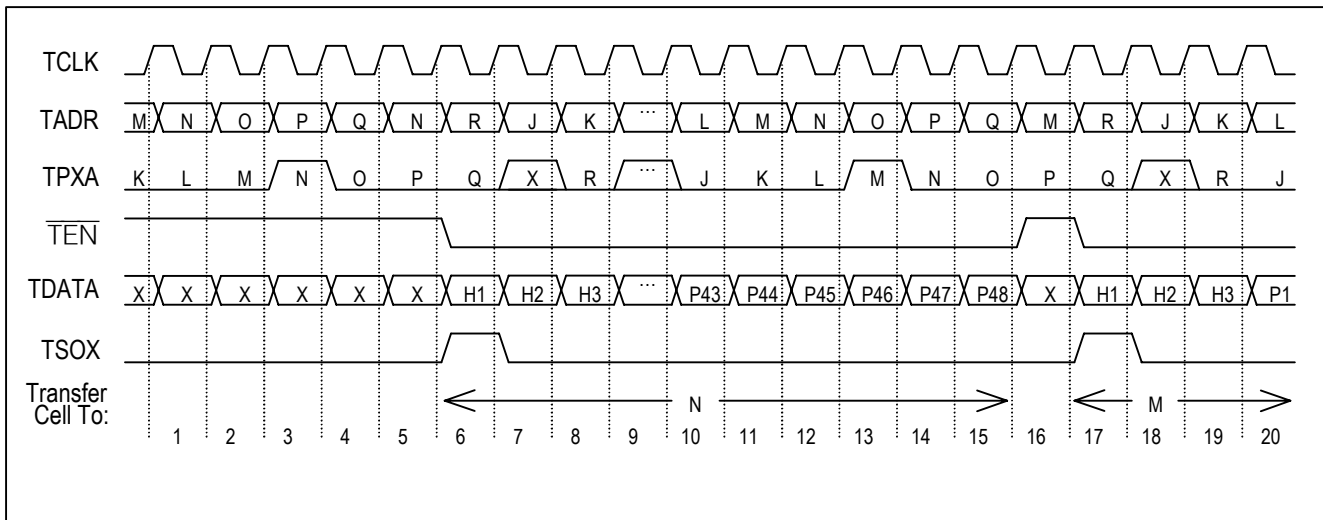 TCLK
TADR M N O P Q N R J K ... L M N O P Q M R J K L
TPXA K L M N O P Q X R ... J K L M N O P Q X R J
TEN
TDATA X X X X X X H1 H2 H3 ... P43 P44 P45 P46 P47 P48 X H1 H2 H3 P1
TSOX
Transfer
Cell To: N M
1 2 3 4 5 6 7 8 9 10 11 12 13 14 15 16 17 18 19 20